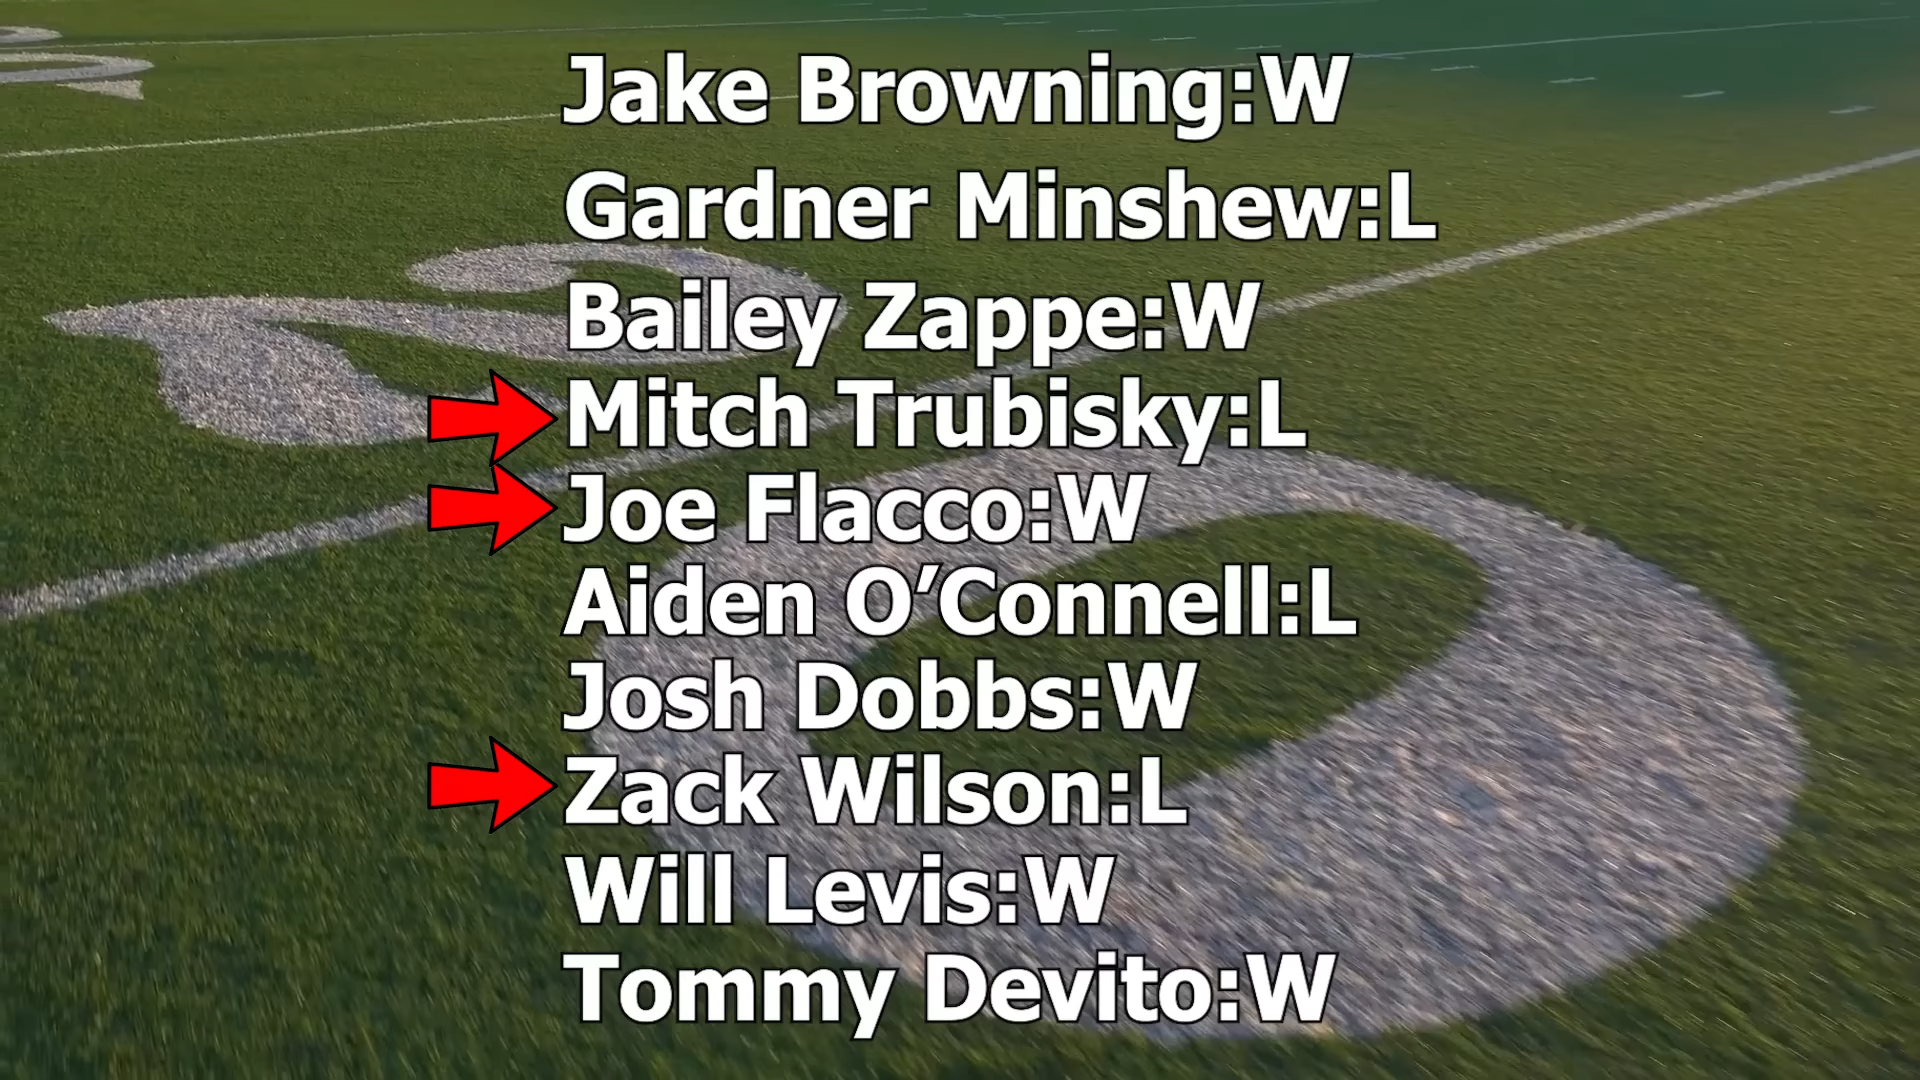 Jake Browning:W
Gardner Minshew:L
Bailey Zappe:W
Mitch Trubisky:L
Joe Flacco:W
Aiden O’Connell:L
Josh Dobbs:W
Zack Wilson:L
Will Levis:W
Tommy Devito:W